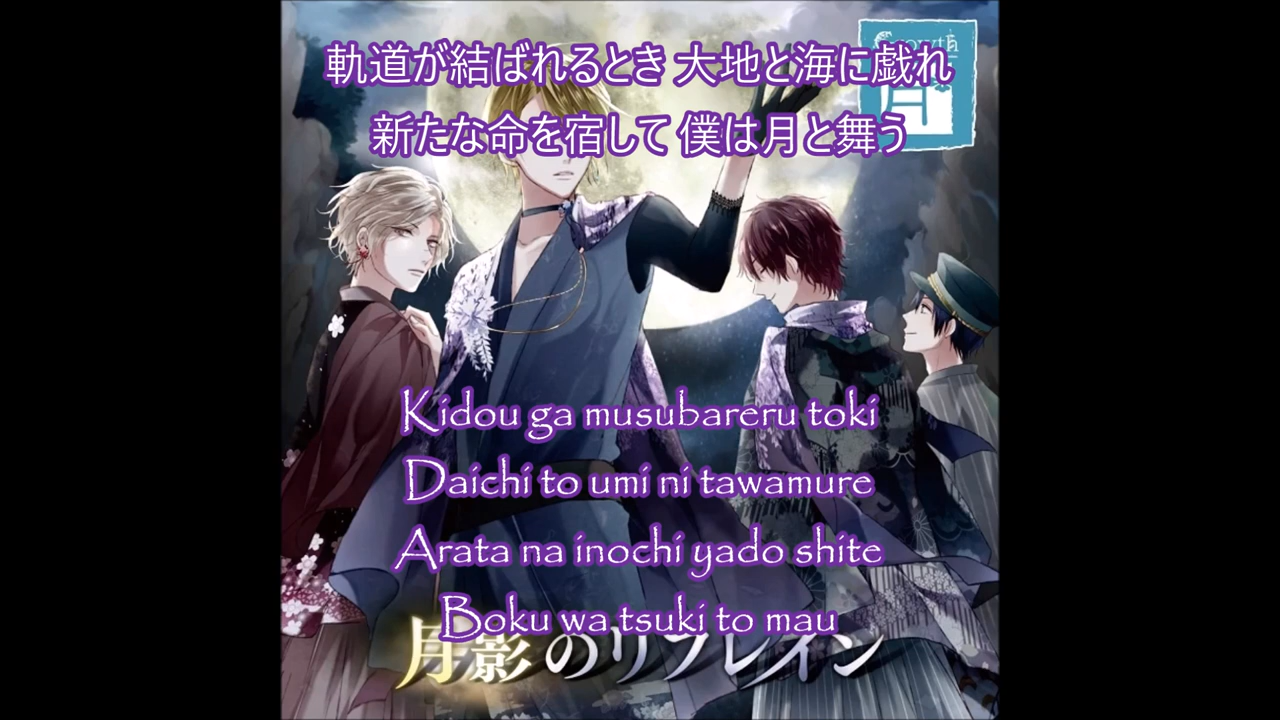 軌道が結ばれるとき 大地と海に戯れ
新たな命を宿して 僕は月と舞う
Kidou ga musubareru toki
Daichi to umi ni tawamure
Arata na inochi yado shite
Boku wa tsuki to mau
月影のリフレイン